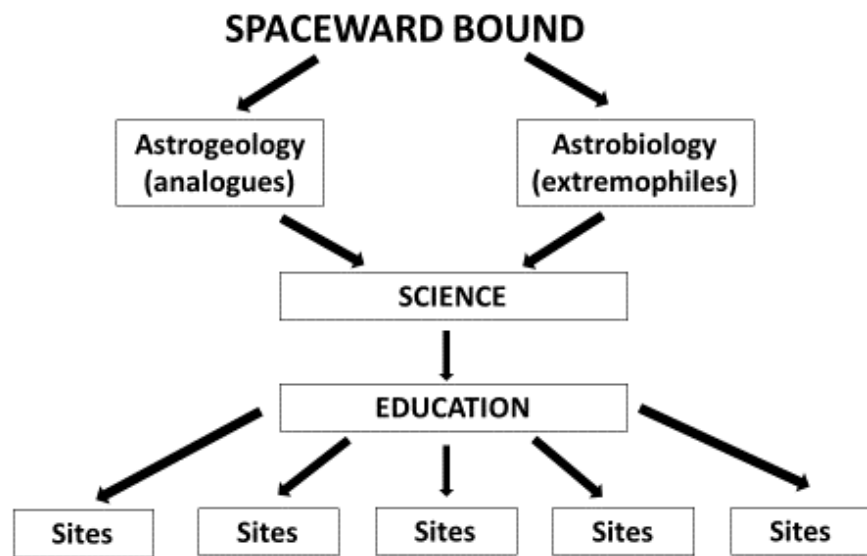 SPACEWARD BOUND
Astrogeology
(analogues)
Astrobiology
(extremophiles)
SCIENCE
EDUCATION
Sites
Sites
Sites
Sites
Sites